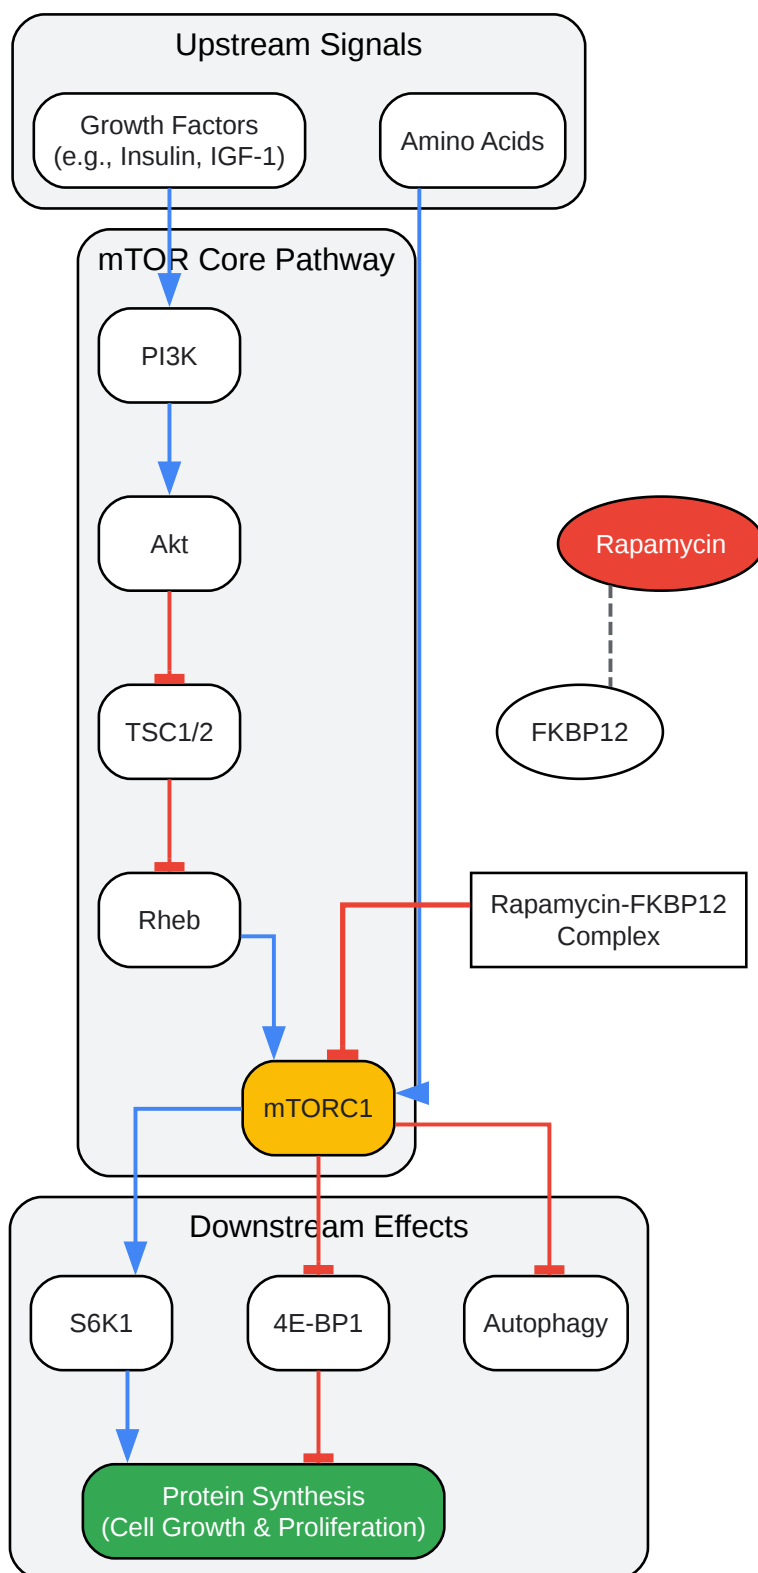 Upstream Signals
Growth Factors
(e.g., Insulin, IGF-1)
Amino Acids
mTOR Core Pathway
PI3K
Akt
Rapamycin
TSC1/2
FKBP12
Rheb
Rapamycin-FKBP12
Complex
mTORC1
Downstream Effects
S6K1
4E-BP1
Autophagy
Protein Synthesis
(Cell Growth & Proliferation)